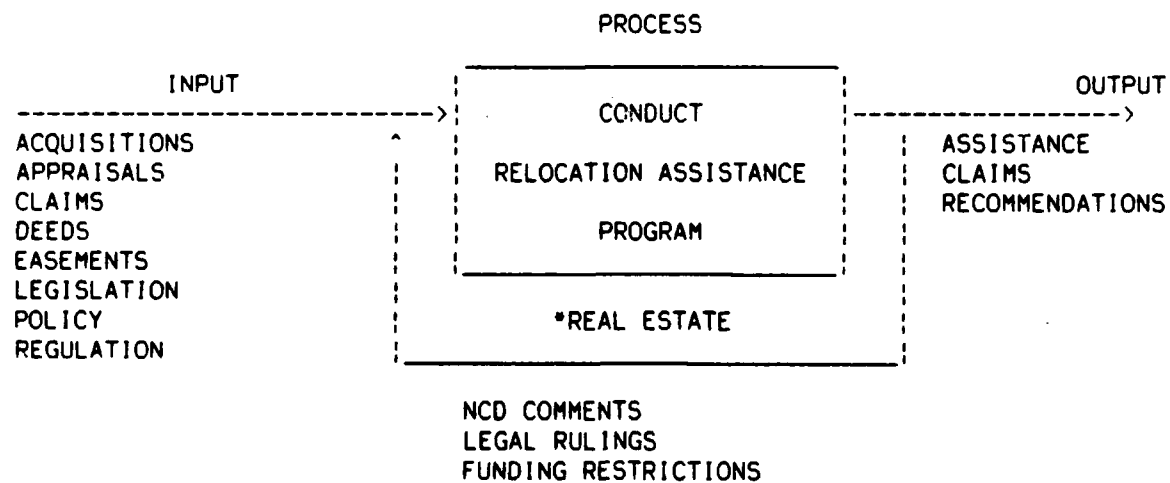 PROCESS
INPUT
OUTPUT
CONDUCT
RELOCATION ASSISTANCE
PROGRAM
ACQUISITIONS
APPRAISALS
CLAIMS
DEEDS
EASEMENTS
LEGISLATION
POLICY
REGULATION
ASSISTANCE
CLAIMS
RECOMMENDATIONS
*REAL ESTATE
NCD COMMENTS
LEGAL RULINGS
FUNDING RESTRICTIONS